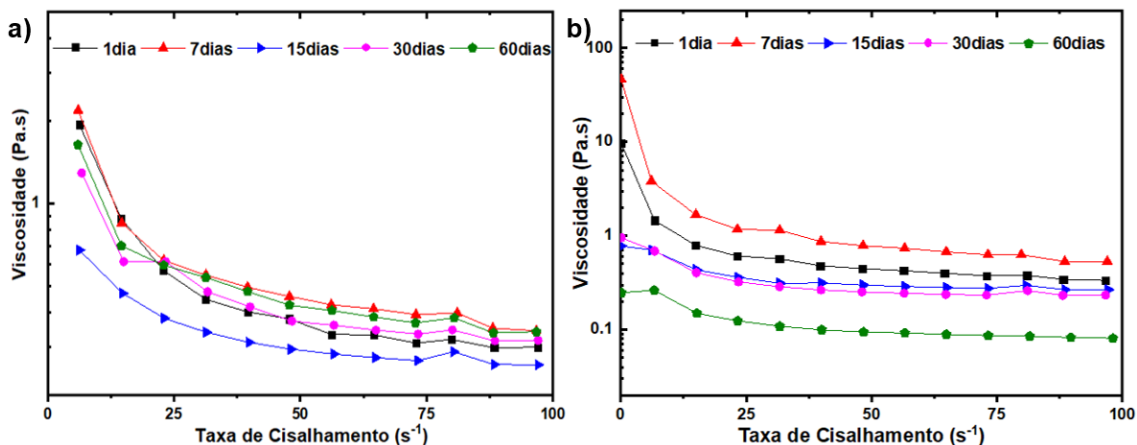 a)
1dia 7dias 15dias 30dias 60dias
Viscosidade (Pa.s)
1
0 25 50 75 100
Taxa de Cisalhamento (s⁻¹)
b)
1dia 7dias 15dias 30dias 60dias
Viscosidade (Pa.s)
100
10
1
0.1
0 25 50 75 100
Taxa de Cisalhamento (s⁻¹)